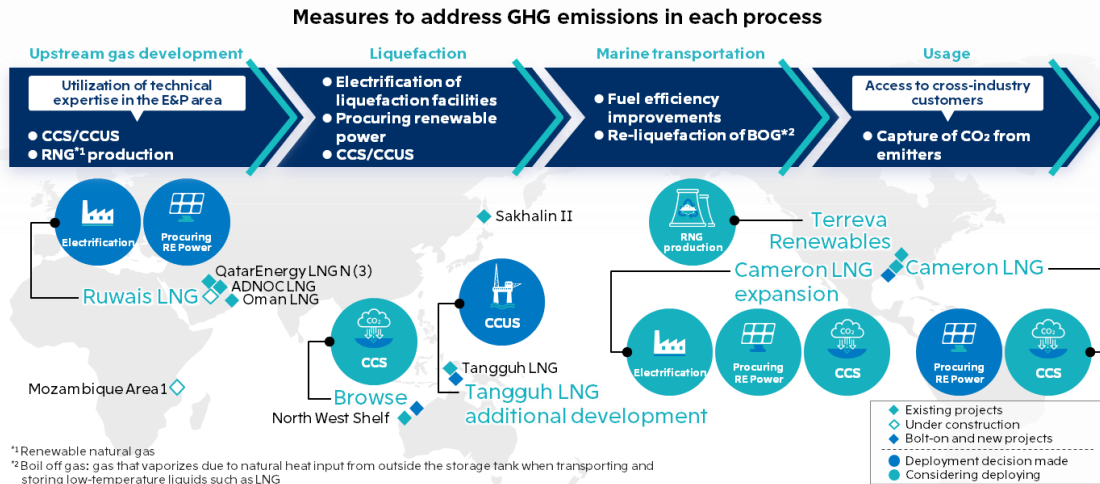 Measures to address GHG emissions in each process
Upstream gas development
Liquefaction
Marine transportation
Usage
Utilization of technical
expertise in the E&P area
● CCS/CCUS
● RNG*1 production
● Electrification of
liquefaction facilities
● Procuring renewable
power
● CCS/CCUS
● Fuel efficiency
improvements
● Re-liquefaction of BOG*2
Access to cross-industry
customers
● Capture of CO2 from
emitters
Electrification
Procuring
RE Power
Sakhalin II
QatarEnergy LNG N (3)
ADNOC LNG
Oman LNG
Ruwais LNG
Mozambique Area1
CO2
CCS
Browse
North West Shelf
CCUS
Tangguh LNG
Tangguh LNG
additional development
RNG
production
Terreva
Renewables
Cameron LNG
expansion
Cameron LNG
Electrification
Procuring
RE Power
CO2
CCS
Procuring
RE Power
CO2
CCS
Existing projects
Under construction
Bolt-on and new projects
Deployment decision made
Considering deploying
*1 Renewable natural gas
*2 Boil off gas: gas that vaporizes due to natural heat input from outside the storage tank when transporting and
storing low-temperature liquids such as LNG